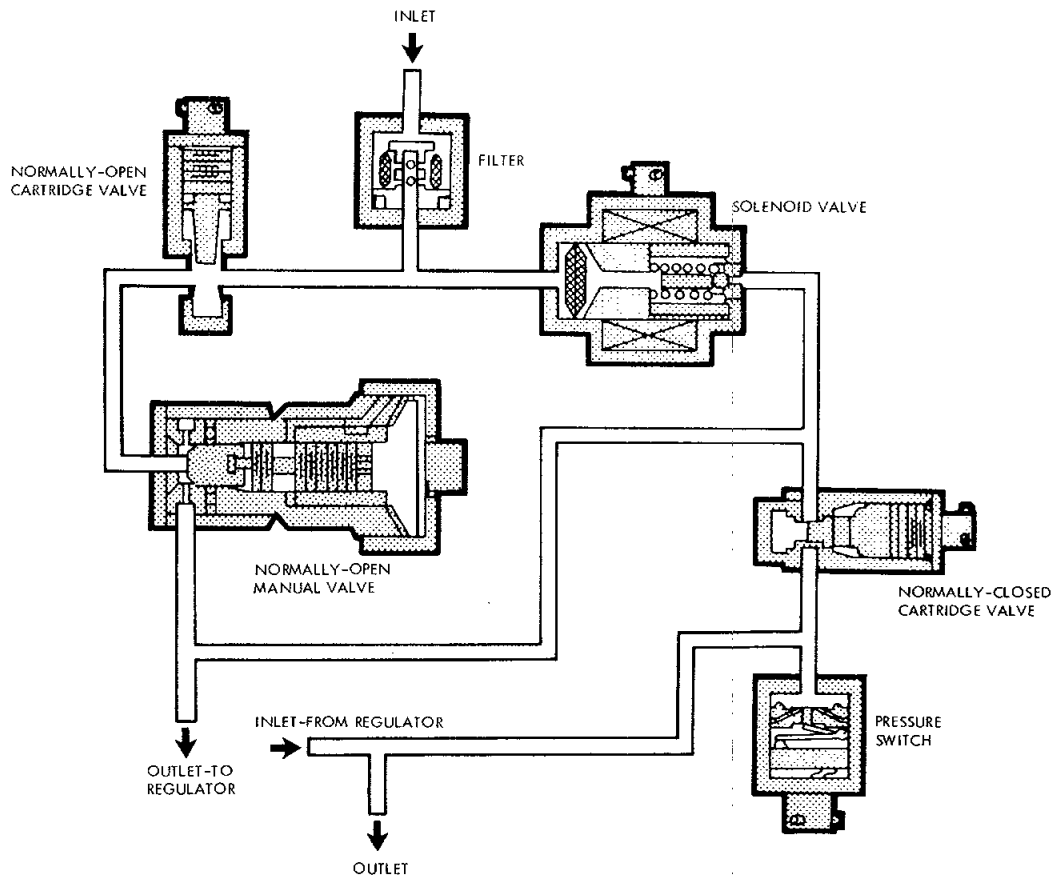 INLET
NORMALLY-OPEN
CARTRIDGE VALVE
FILTER
SOLENOID VALVE
NORMALLY-OPEN
MANUAL VALVE
NORMALLY-CLOSED
CARTRIDGE VALVE
INLET-FROM REGULATOR
PRESSURE
SWITCH
OUTLET-TO
REGULATOR
OUTLET